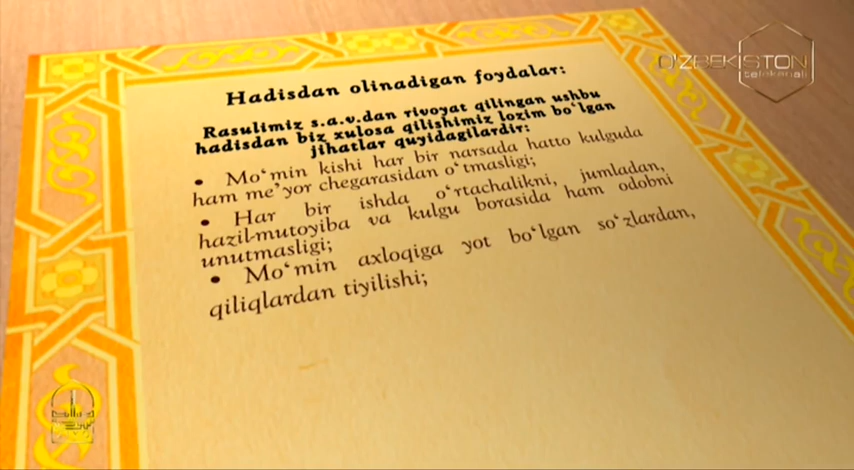 O'ZBEKISTON
telekanali
Hadisdan olinadigan foydalar:
Rasulimiz s.a.v.dan rivoyat qilingan ushbu
hadisdan biz xulosa qilishimiz lozim bo‘lgan
jihatlar quyidagilardir:
• Mo‘min kishi har bir narsada hatto kulguda
ham me’yor chegarasidan o‘tmasligi;
• Har bir ishda o‘rtachalikni, jumladan,
hazil-mutoyiba va kulgu borasida ham odobni
unutmasligi;
• Mo‘min axloqiga yot bo‘lgan so‘zlardan,
qiliqlardan tiyilishi;